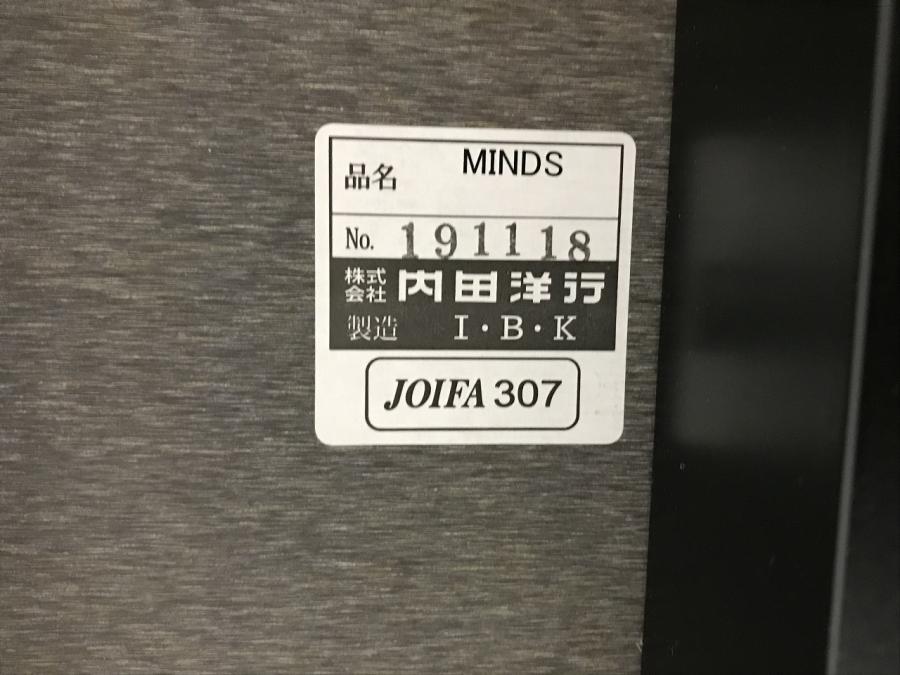 品名 MINDS
No. 191118
株式会社 内田洋行
製造 I・B・K
JOIFA 307